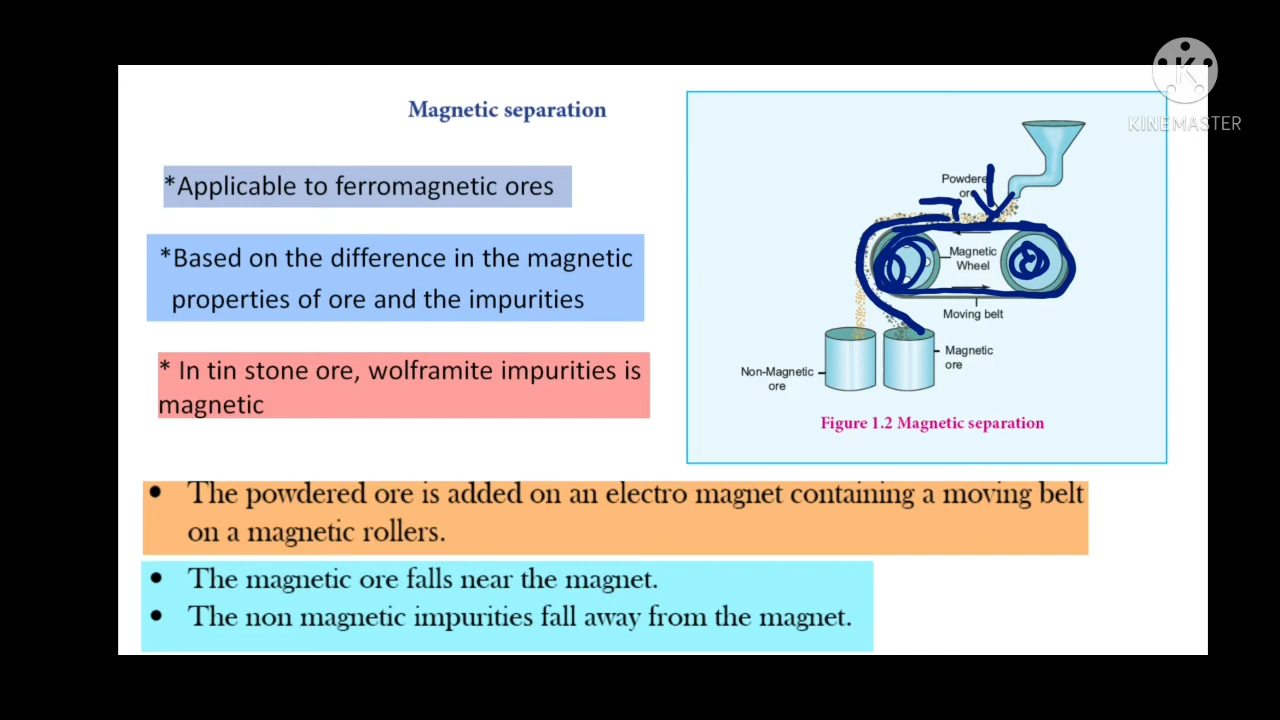 Magnetic separation
*Applicable to ferromagnetic ores
*Based on the difference in the magnetic
properties of ore and the impurities
* In tin stone ore, wolframite impurities is
magnetic
Powdered
ore
Magnetic
Wheel
Moving belt
Magnetic
ore
Non-Magnetic
ore
Figure 1.2 Magnetic separation
• The powdered ore is added on an electro magnet containing a moving belt
on a magnetic rollers.
• The magnetic ore falls near the magnet.
• The non magnetic impurities fall away from the magnet.
K
KINEMASTER